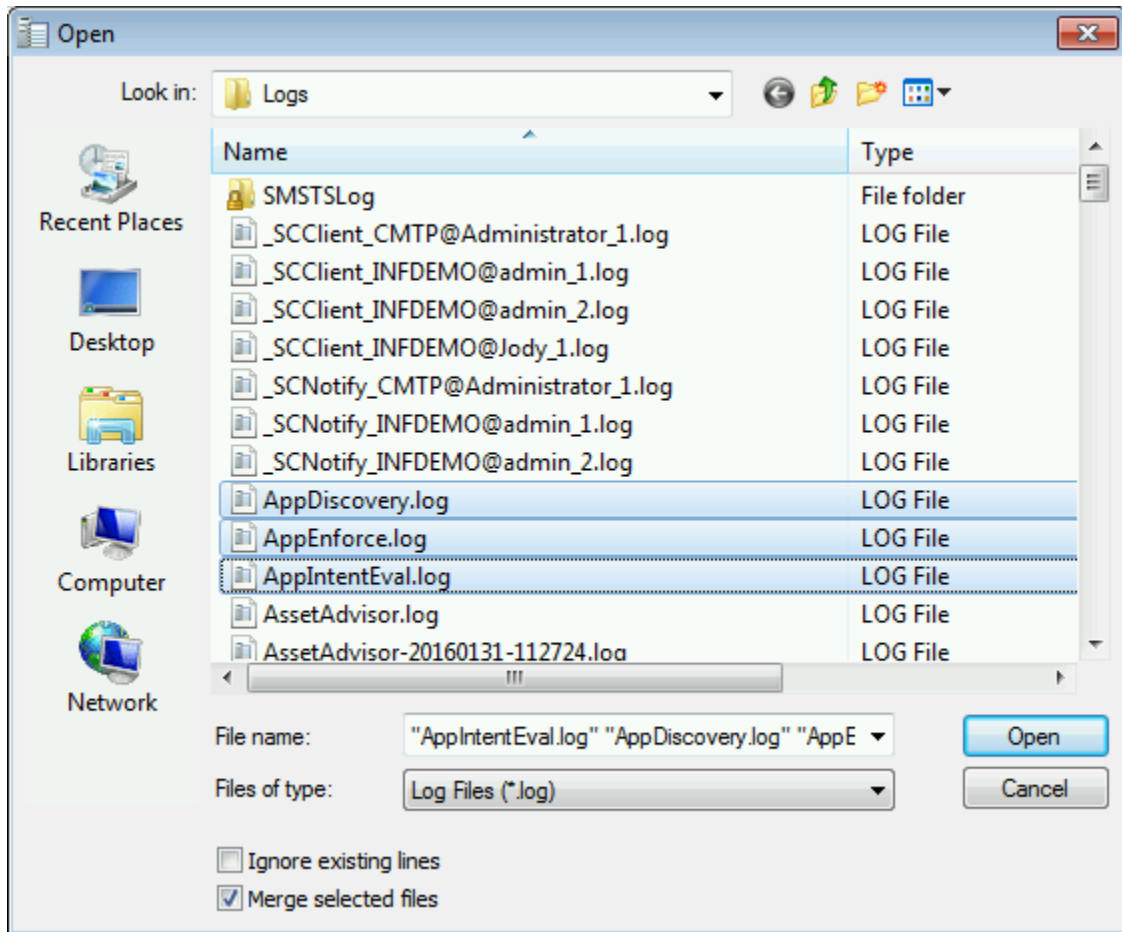 Open
Look in: Logs
Name Type
SMSTSLog File folder
_SCClient_CMTP@Administrator_1.log LOG File
_SCClient_INFDEMO@admin_1.log LOG File
_SCClient_INFDEMO@admin_2.log LOG File
_SCClient_INFDEMO@Jody_1.log LOG File
_SCNotify_CMTP@Administrator_1.log LOG File
_SCNotify_INFDEMO@admin_1.log LOG File
_SCNotify_INFDEMO@admin_2.log LOG File
AppDiscovery.log LOG File
AppEnforce.log LOG File
AppIntentEval.log LOG File
AssetAdvisor.log LOG File
AssetAdvisor-20160131-112724.log LOG File
Recent Places
Desktop
Libraries
Computer
Network
File name: "AppIntentEval.log" "AppDiscovery.log" "AppE Open
Files of type: Log Files (*.log) Cancel
Ignore existing lines
Merge selected files